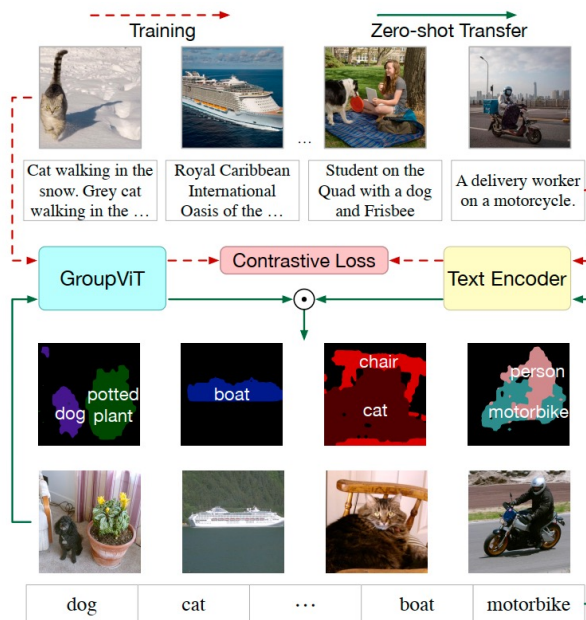 Training
Zero-shot Transfer
Cat walking in the
snow. Grey cat
walking in the …
Royal Caribbean
International
Oasis of the …
...
Student on the
Quad with a dog
and Frisbee
A delivery worker
on a motorcycle.
GroupViT
Contrastive Loss
Text Encoder
dog
potted
plant
boat
chair
cat
person
motorbike
dog
cat
...
boat
motorbike